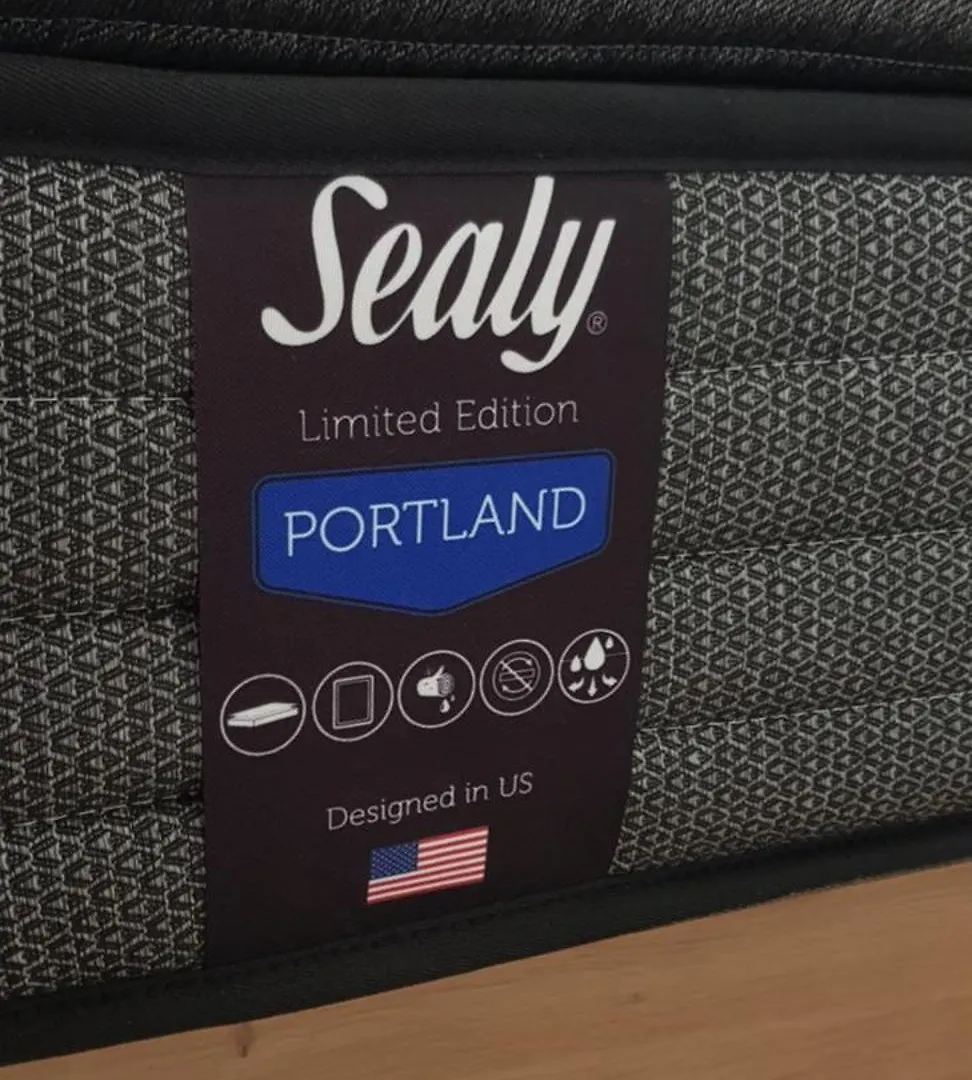 Sealy®
Limited Edition
PORTLAND
Designed in US